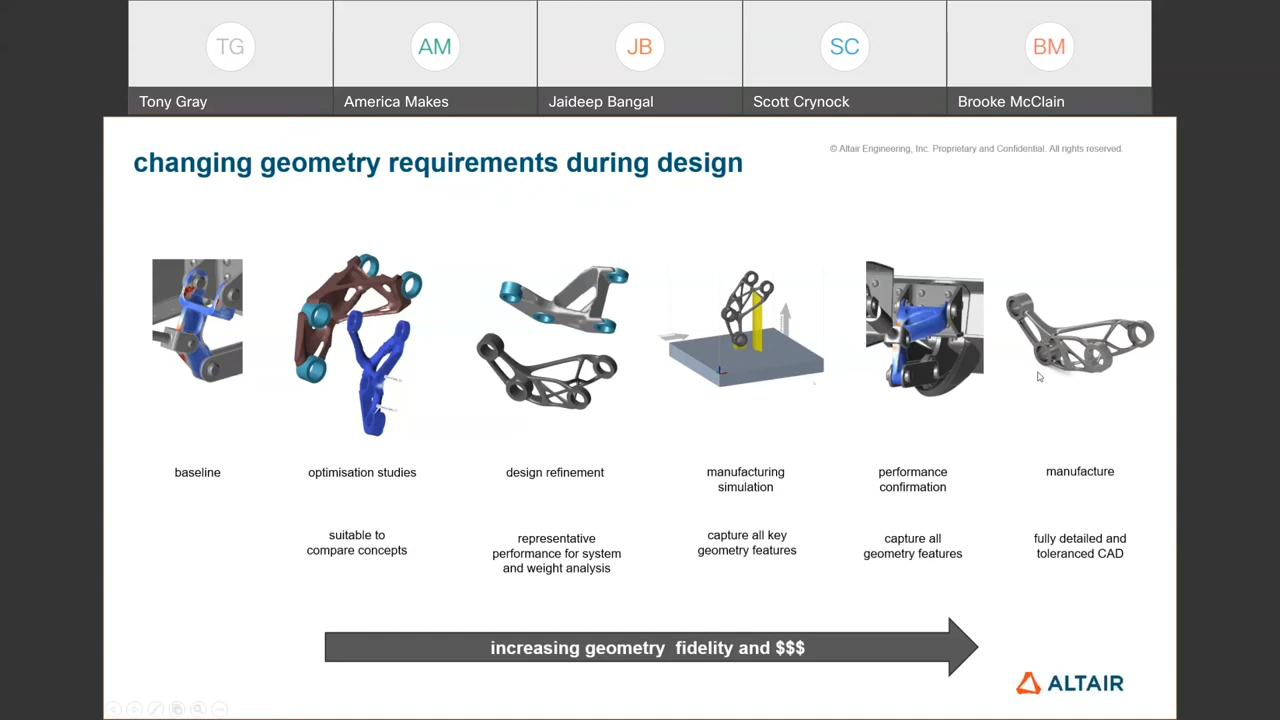 TG
AM
JB
SC
BM
Tony Gray
America Makes
Jaideep Bangal
Scott Crynock
Brooke McClain
© Altair Engineering, Inc. Proprietary and Confidential. All rights reserved.
changing geometry requirements during design
baseline
optimisation studies
design refinement
manufacturing
simulation
performance
confirmation
manufacture
suitable to
compare concepts
representative
performance for system
and weight analysis
capture all key
geometry features
capture all
geometry features
fully detailed and
toleranced CAD
increasing geometry fidelity and $$$
ALTAIR